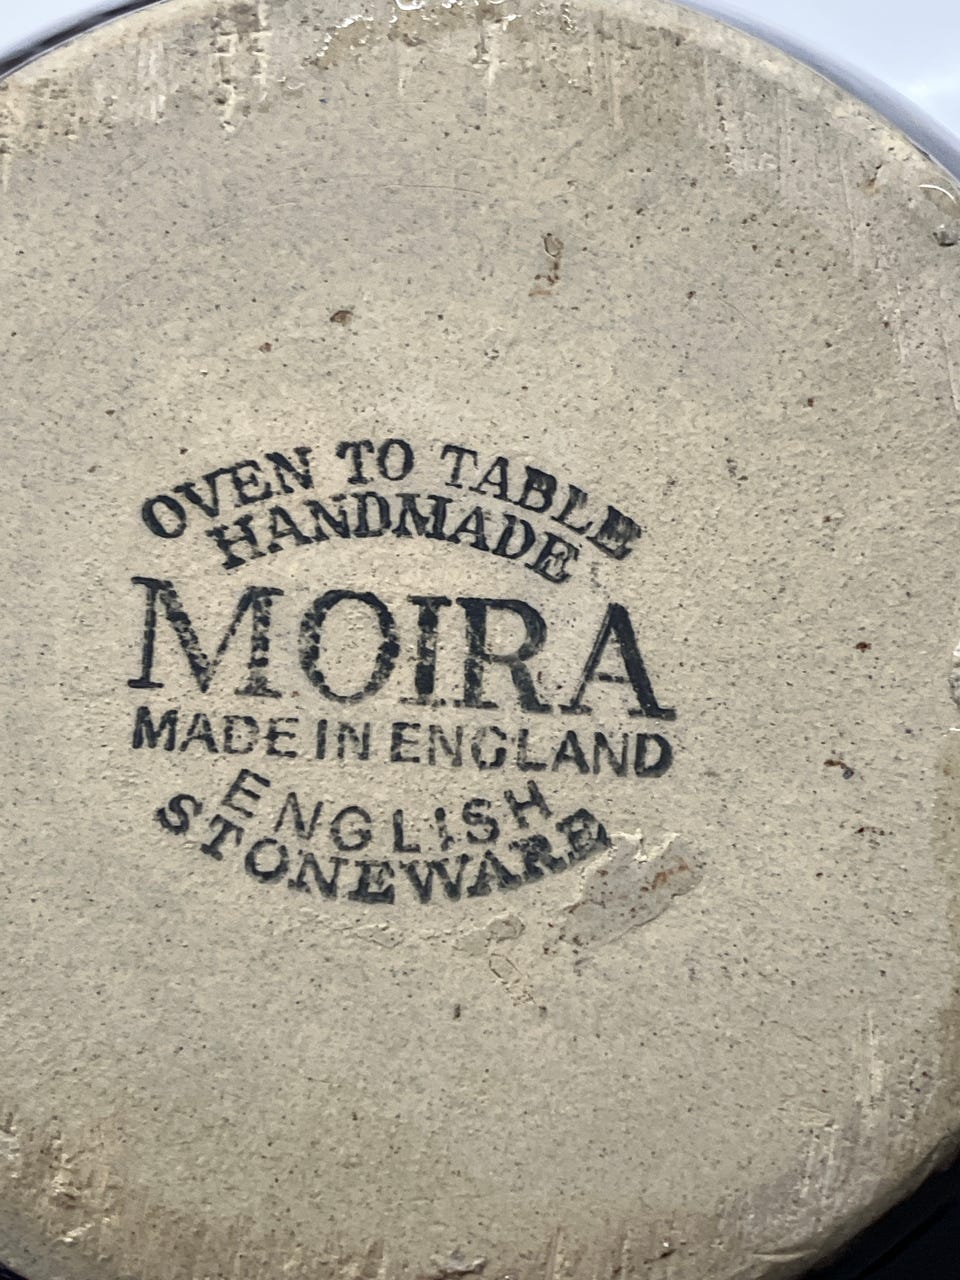 OVEN TO TABLE
HANDMADE
MOIRA
MADE IN ENGLAND
ENGLISH
STONEWARE